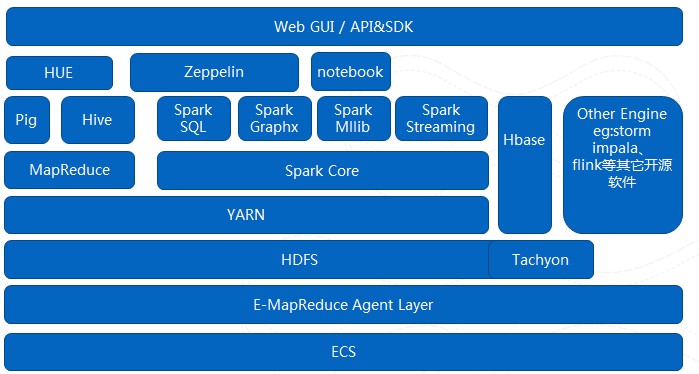 Web GUI / API&SDK
HUE
Zeppelin
notebook
Pig
Hive
Spark
SQL
Spark
Graphx
Spark
Mllib
Spark
Streaming
Hbase
Other Engine
eg:storm
impala、
flink等其它开源
软件
MapReduce
Spark Core
YARN
HDFS
Tachyon
E-MapReduce Agent Layer
ECS